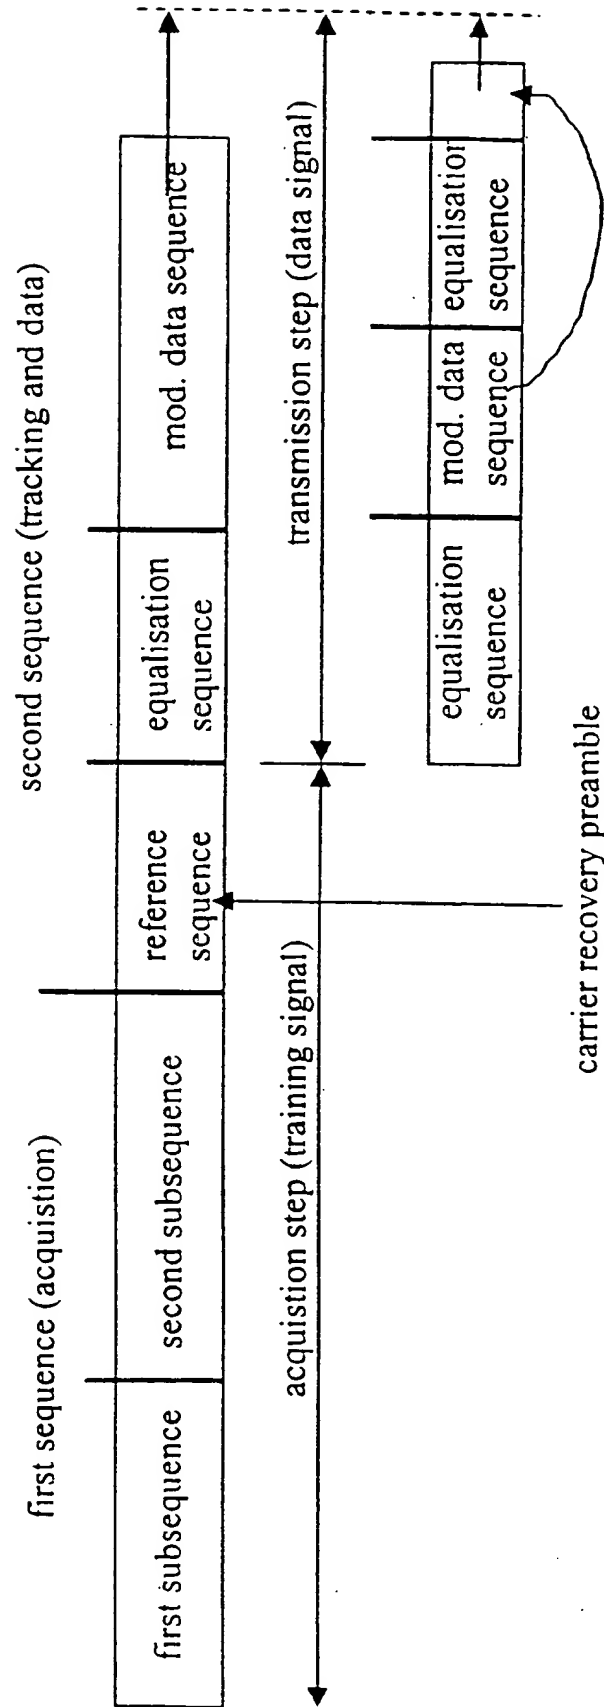 first sequence (acquistion)
second sequence (tracking and data)
first subsequence
second subsequence
reference
sequence
equalisation
sequence
mod. data sequence
acquistion step (training signal)
transmission step (data signal)
equalisation
sequence
mod. data
sequence
equalisation
sequence
carrier recovery preamble